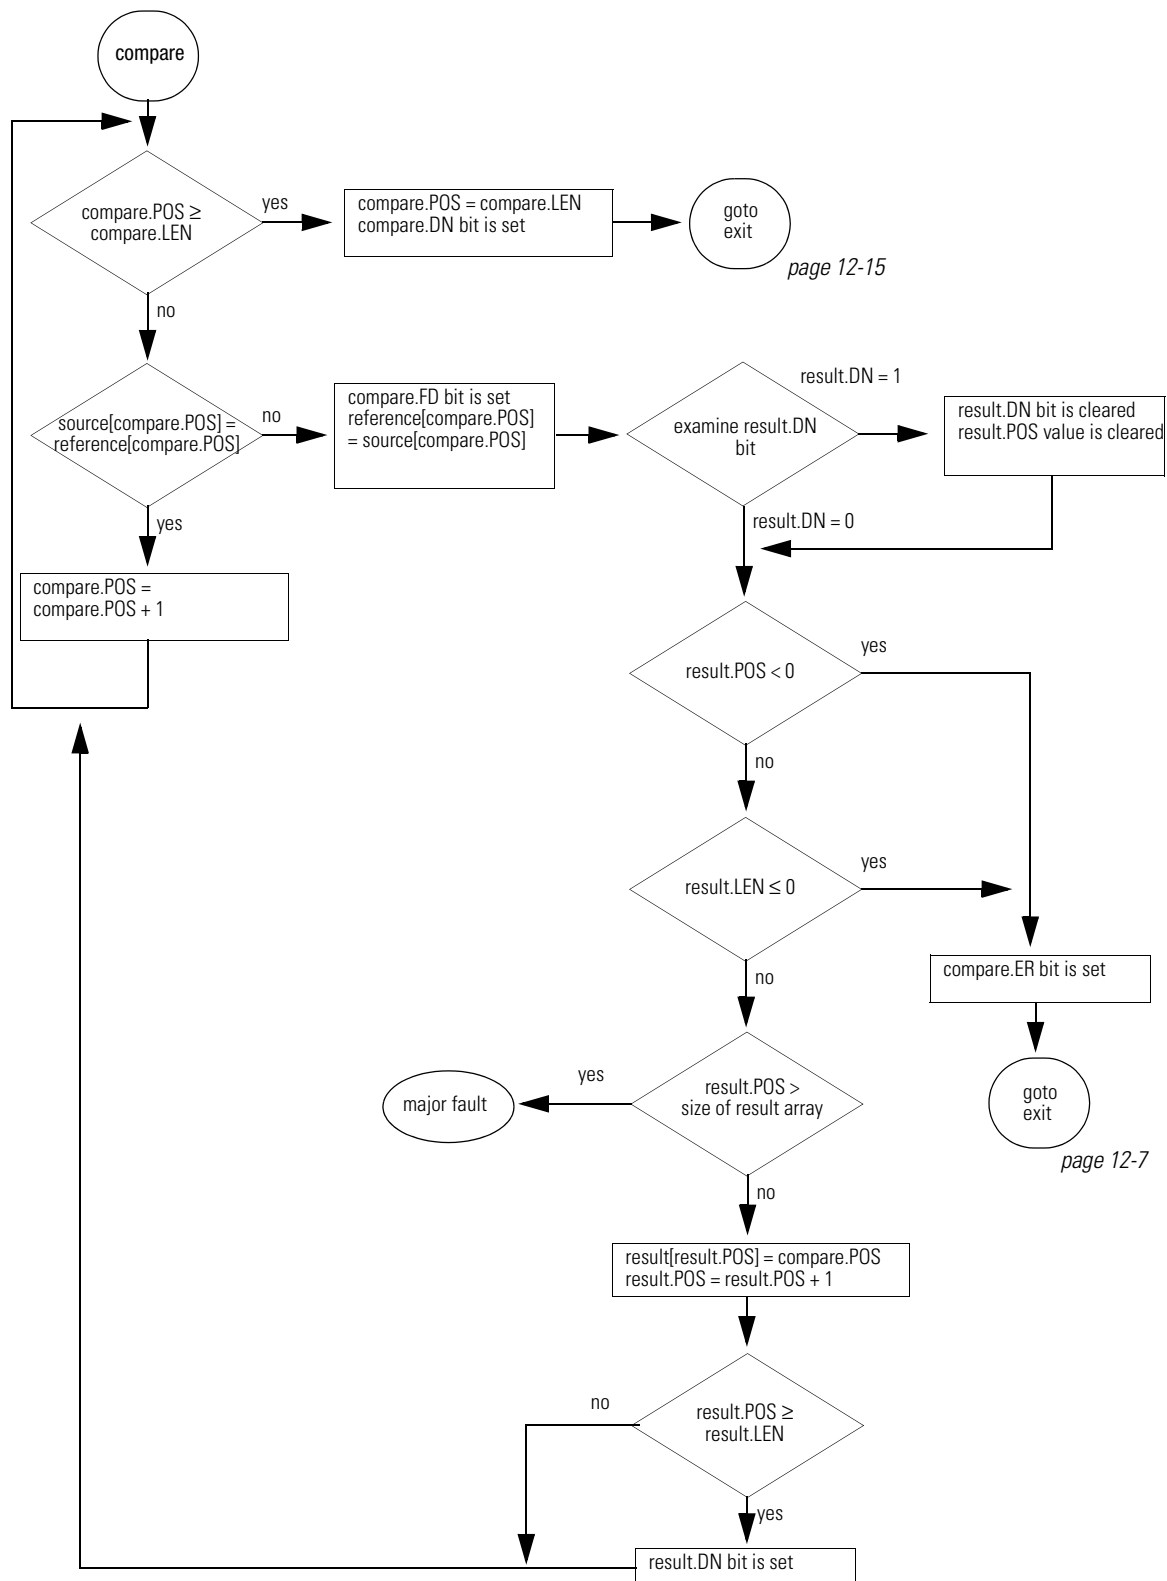 compare
compare.POS ≥
compare.LEN
yes
compare.POS = compare.LEN
compare.DN bit is set
goto
exit
page 12-15
no
source[compare.POS] =
reference[compare.POS]
no
compare.FD bit is set
reference[compare.POS]
= source[compare.POS]
examine result.DN
bit
result.DN = 1
result.DN bit is cleared
result.POS value is cleared
yes
result.DN = 0
compare.POS =
compare.POS + 1
result.POS < 0
yes
no
result.LEN ≤ 0
yes
no
compare.ER bit is set
goto
exit
page 12-7
result.POS >
size of result array
yes
major fault
no
result[result.POS] = compare.POS
result.POS = result.POS + 1
result.POS ≥
result.LEN
no
yes
result.DN bit is set